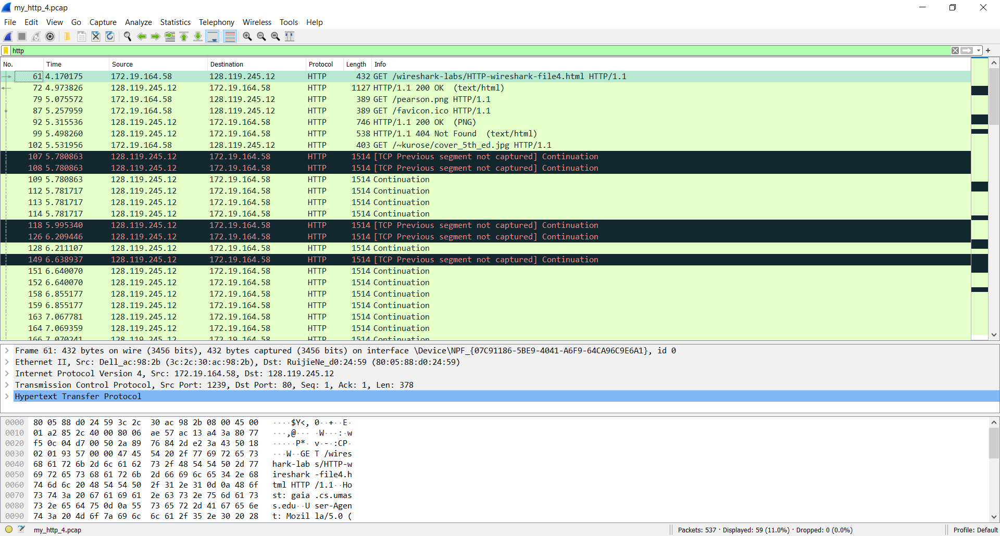 my_http_4.pcap
File Edit View Go Capture Analyze Statistics Telephony Wireless Tools Help
http
No. Time Source Destination Protocol Length Info
61 4.170175 172.19.164.58 128.119.245.12 HTTP 432 GET /wireshark-labs/HTTP-wireshark-file4.html HTTP/1.1
72 4.973826 128.119.245.12 172.19.164.58 HTTP 1127 HTTP/1.1 200 OK  (text/html)
79 5.075572 172.19.164.58 128.119.245.12 HTTP 389 GET /pearson.png HTTP/1.1
87 5.257959 172.19.164.58 128.119.245.12 HTTP 389 GET /favicon.ico HTTP/1.1
92 5.315536 128.119.245.12 172.19.164.58 HTTP 746 HTTP/1.1 200 OK  (PNG)
99 5.498260 128.119.245.12 172.19.164.58 HTTP 538 HTTP/1.1 404 Not Found  (text/html)
102 5.531956 172.19.164.58 128.119.245.12 HTTP 403 GET /~kurose/cover_5th_ed.jpg HTTP/1.1
107 5.780863 128.119.245.12 172.19.164.58 HTTP 1514 [TCP Previous segment not captured] Continuation
108 5.780863 128.119.245.12 172.19.164.58 HTTP 1514 [TCP Previous segment not captured] Continuation
109 5.780863 128.119.245.12 172.19.164.58 HTTP 1514 Continuation
112 5.781717 128.119.245.12 172.19.164.58 HTTP 1514 Continuation
113 5.781717 128.119.245.12 172.19.164.58 HTTP 1514 Continuation
114 5.781717 128.119.245.12 172.19.164.58 HTTP 1514 Continuation
118 5.995340 128.119.245.12 172.19.164.58 HTTP 1514 [TCP Previous segment not captured] Continuation
126 6.209446 128.119.245.12 172.19.164.58 HTTP 1514 [TCP Previous segment not captured] Continuation
128 6.211107 128.119.245.12 172.19.164.58 HTTP 1514 Continuation
149 6.638937 128.119.245.12 172.19.164.58 HTTP 1514 [TCP Previous segment not captured] Continuation
151 6.640070 128.119.245.12 172.19.164.58 HTTP 1514 Continuation
152 6.640070 128.119.245.12 172.19.164.58 HTTP 1514 Continuation
158 6.855177 128.119.245.12 172.19.164.58 HTTP 1514 Continuation
159 6.855177 128.119.245.12 172.19.164.58 HTTP 1514 Continuation
163 7.067781 128.119.245.12 172.19.164.58 HTTP 1514 Continuation
164 7.069359 128.119.245.12 172.19.164.58 HTTP 1514 Continuation
166 7.070241 128.119.245.12 172.19.164.58 HTTP 1514 Continuation
Frame 61: 432 bytes on wire (3456 bits), 432 bytes captured (3456 bits) on interface \Device\NPF_{07C91186-5BE9-4041-A6F9-64CA96C9E6A1}, id 0
Ethernet II, Src: Dell_ac:98:2b (3c:2c:30:ac:98:2b), Dst: RuijieNe_d0:24:59 (80:05:88:d0:24:59)
Internet Protocol Version 4, Src: 172.19.164.58, Dst: 128.119.245.12
Transmission Control Protocol, Src Port: 1239, Dst Port: 80, Seq: 1, Ack: 1, Len: 378
Hypertext Transfer Protocol
0000 80 05 88 d0 24 59 3c 2c 30 ac 98 2b 08 00 45 00 ····$Y<, 0··+··E·
0010 01 a2 85 2c 40 00 80 06 ae 57 ac 13 a4 3a 80 77 ···,@··· ·W···:·w
0020 f5 0c 04 d7 00 50 2a 89 76 84 2d e2 3a 43 50 18 ·····P*· v·-·:CP·
0030 02 01 93 57 00 00 47 45 54 20 2f 77 69 72 65 73 ···W··GE T /wires
0040 68 61 72 6b 2d 6c 61 62 73 2f 48 54 54 50 2d 77 hark-lab s/HTTP-w
0050 69 72 65 73 68 61 72 6b 2d 66 69 6c 65 34 2e 68 ireshark -file4.h
0060 74 6d 6c 20 48 54 54 50 2f 31 2e 31 0d 0a 48 6f tml HTTP /1.1··Ho
0070 73 74 3a 20 67 61 69 61 2e 63 73 2e 75 6d 61 73 st: gaia .cs.umas
0080 73 2e 65 64 75 0d 0a 55 73 65 72 2d 41 67 65 6e s.edu··U ser-Agen
0090 74 3a 20 4d 6f 7a 69 6c 6c 61 2f 35 2e 30 20 28 t: Mozil la/5.0 (
my_http_4.pcap Packets: 537 · Displayed: 59 (11.0%) · Dropped: 0 (0.0%) Profile: Default